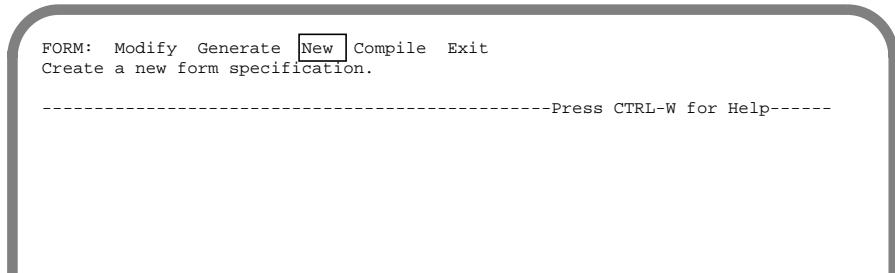 FORM:  Modify  Generate  New  Compile  Exit
Create a new form specification.
-------------------------------------------------Press CTRL-W for Help------